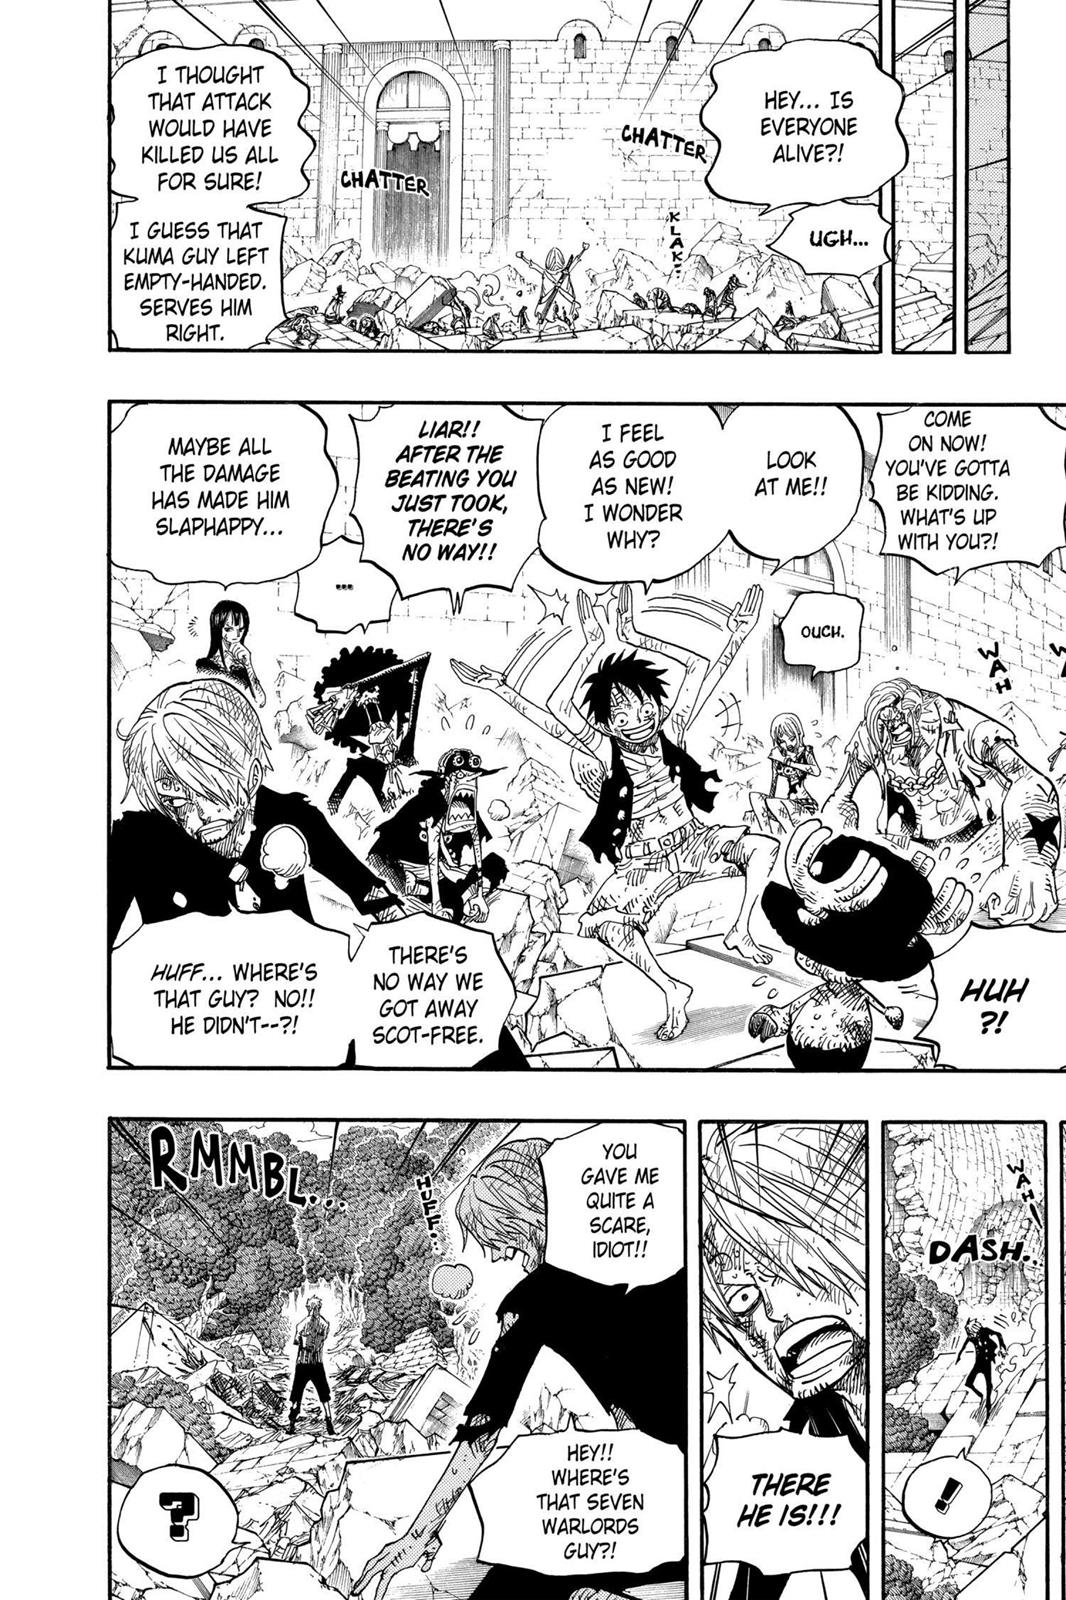 HEY... IS
EVERYONE
ALIVE?!
UGH...
CHATTER
KLAK..
CHATTER
I THOUGHT
THAT ATTACK
WOULD HAVE
KILLED US ALL
FOR SURE!
I GUESS THAT
KUMA GUY LEFT
EMPTY-HANDED.
SERVES HIM
RIGHT.
COME
ON NOW!
YOU'VE GOTTA
BE KIDDING.
WHAT'S UP
WITH YOU?!
LOOK
AT ME!!
I FEEL
AS GOOD
AS NEW!
I WONDER
WHY?
LIAR!!
AFTER THE
BEATING YOU
JUST TOOK,
THERE'S
NO WAY!!
MAYBE ALL
THE DAMAGE
HAS MADE HIM
SLAPHAPPY...
...
OUCH.
WAH
HUH
?!
THERE'S
NO WAY WE
GOT AWAY
SCOT-FREE.
HUFF... WHERE'S
THAT GUY? NO!!
HE DIDN'T--?!
WAH!
DASH..
!
THERE
HE IS!!!
YOU
GAVE ME
QUITE A
SCARE,
IDIOT!!
HUFF...
RMMBL...
HEY!!
WHERE'S
THAT SEVEN
WARLORDS
GUY?!
?